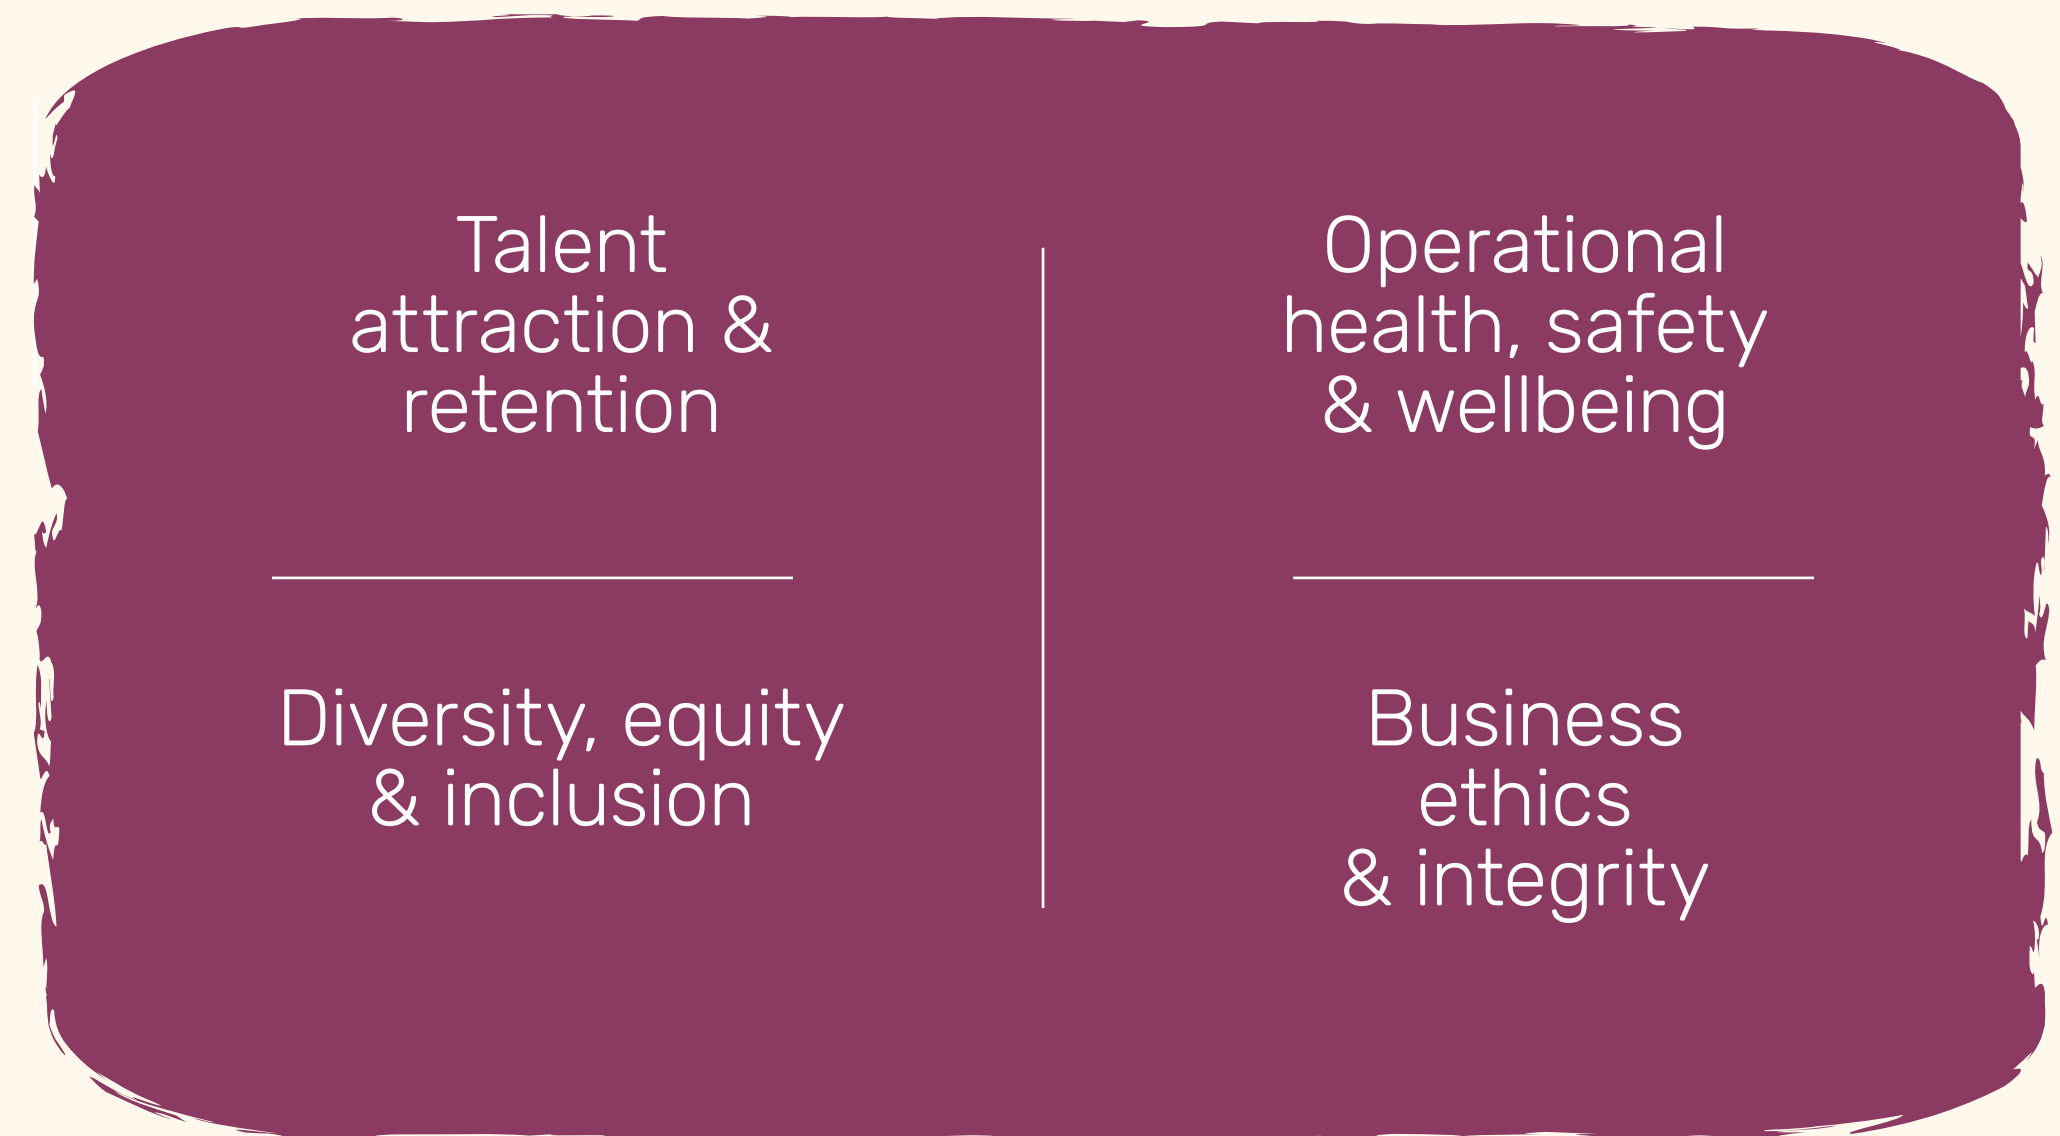 Talent
attraction &
retention
Operational
health, safety
& wellbeing
Diversity, equity
& inclusion
Business
ethics
& integrity